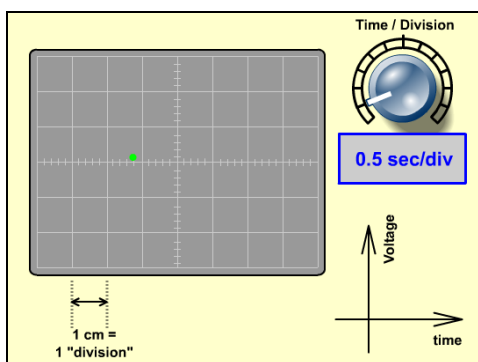 Time / Division
0.5 sec/div
Voltage
time
1 cm =
1 "division"